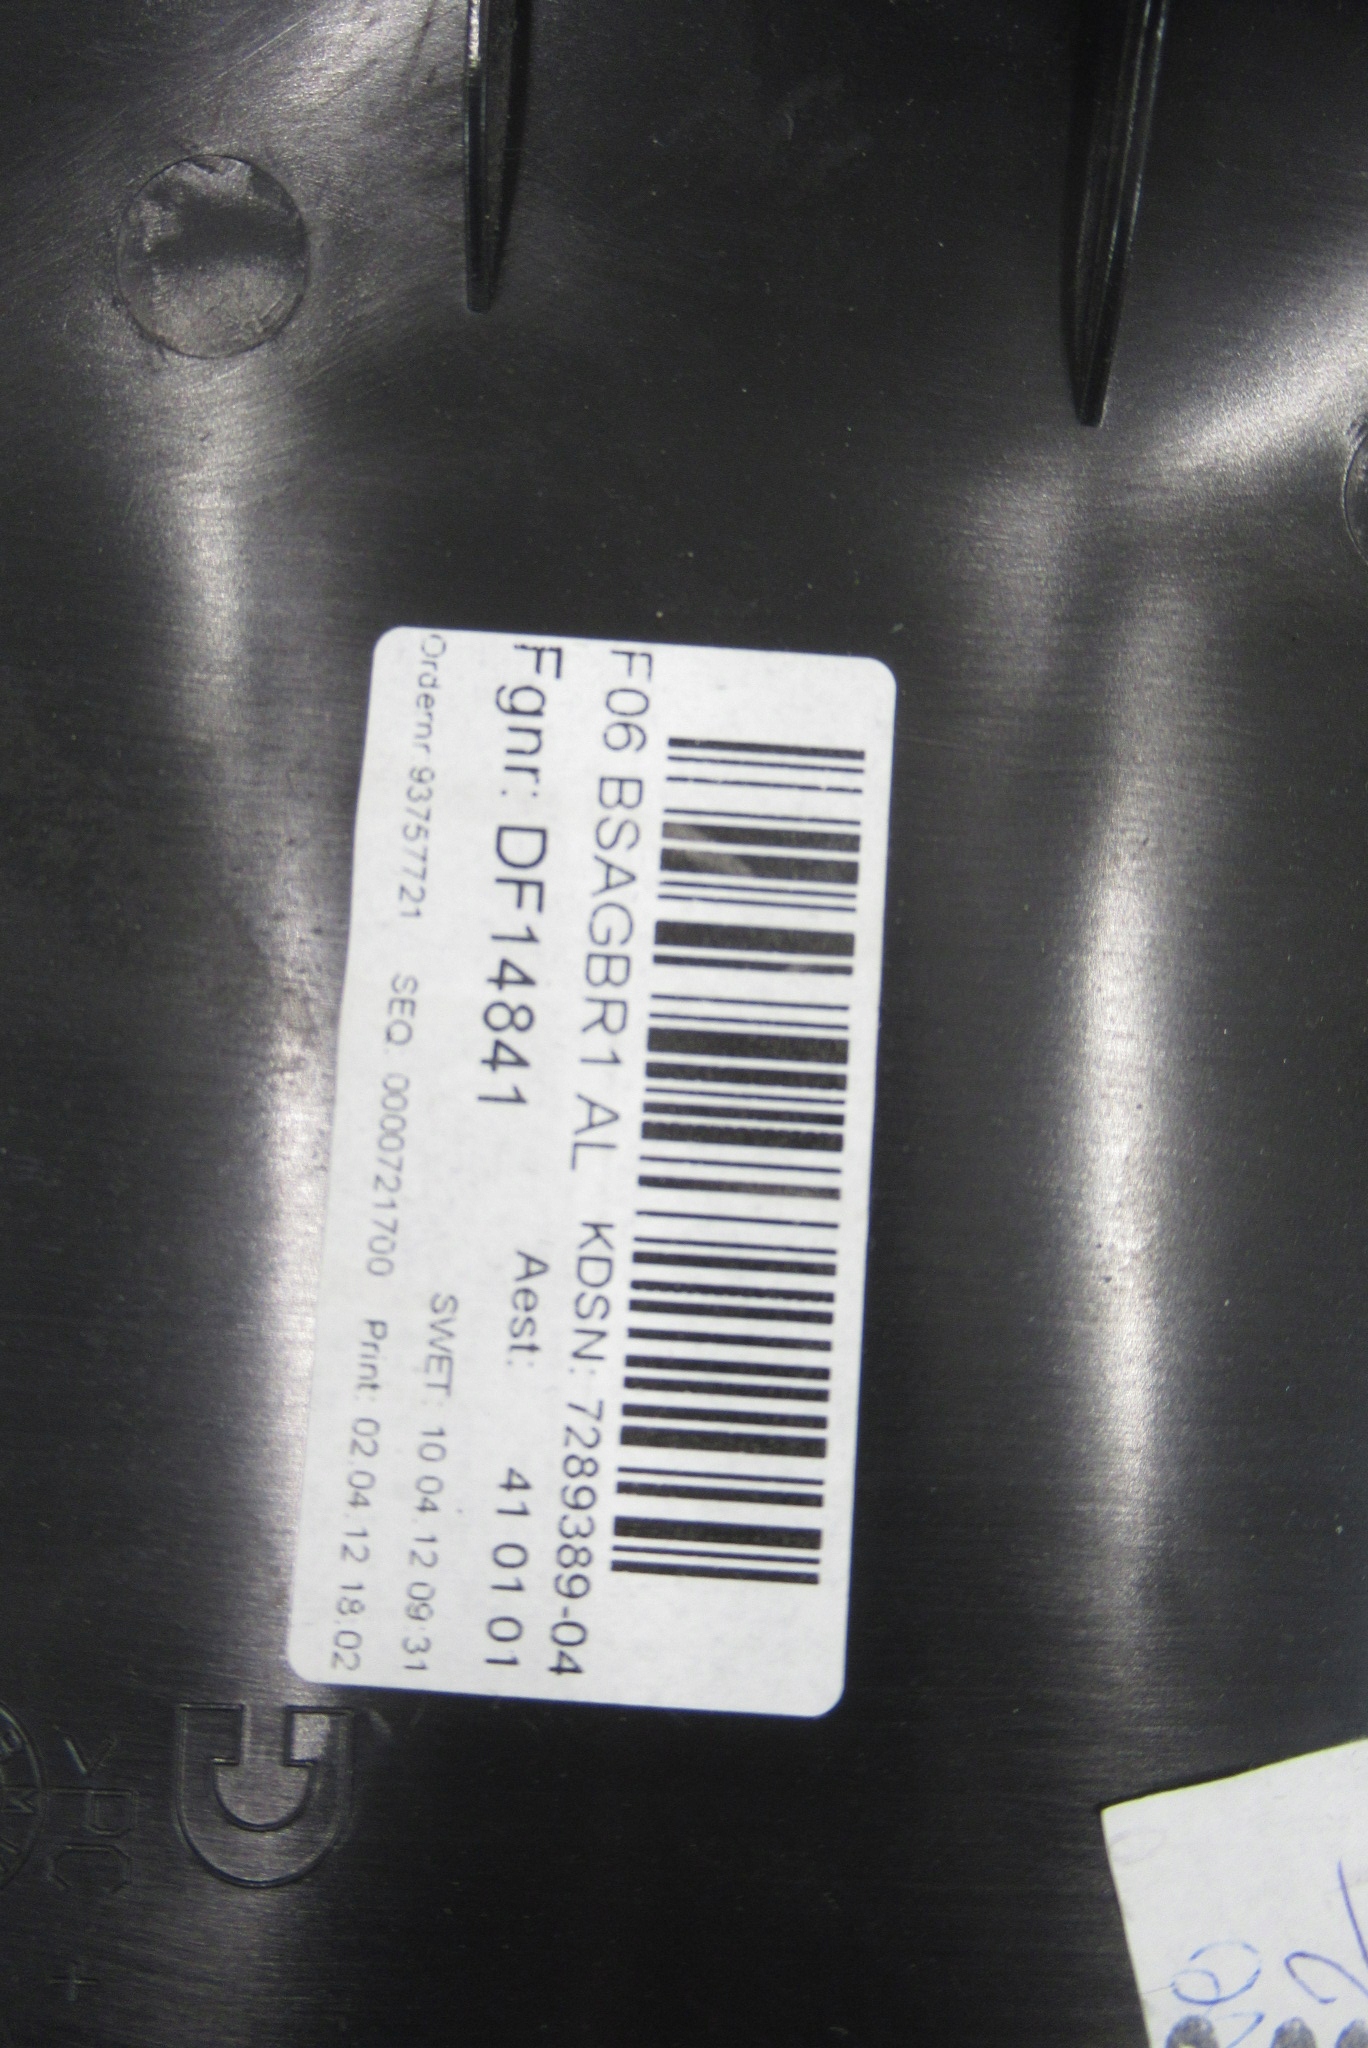 F06 BSAGBR1 AL KDSN: 7289389-04
Fgnr: DF14841 Aest: 41 01 01
SWET: 10.04.12 09:31
Ordernr 93757721 SEQ. 0000721700 Print: 02.04.12 18:02
>PC